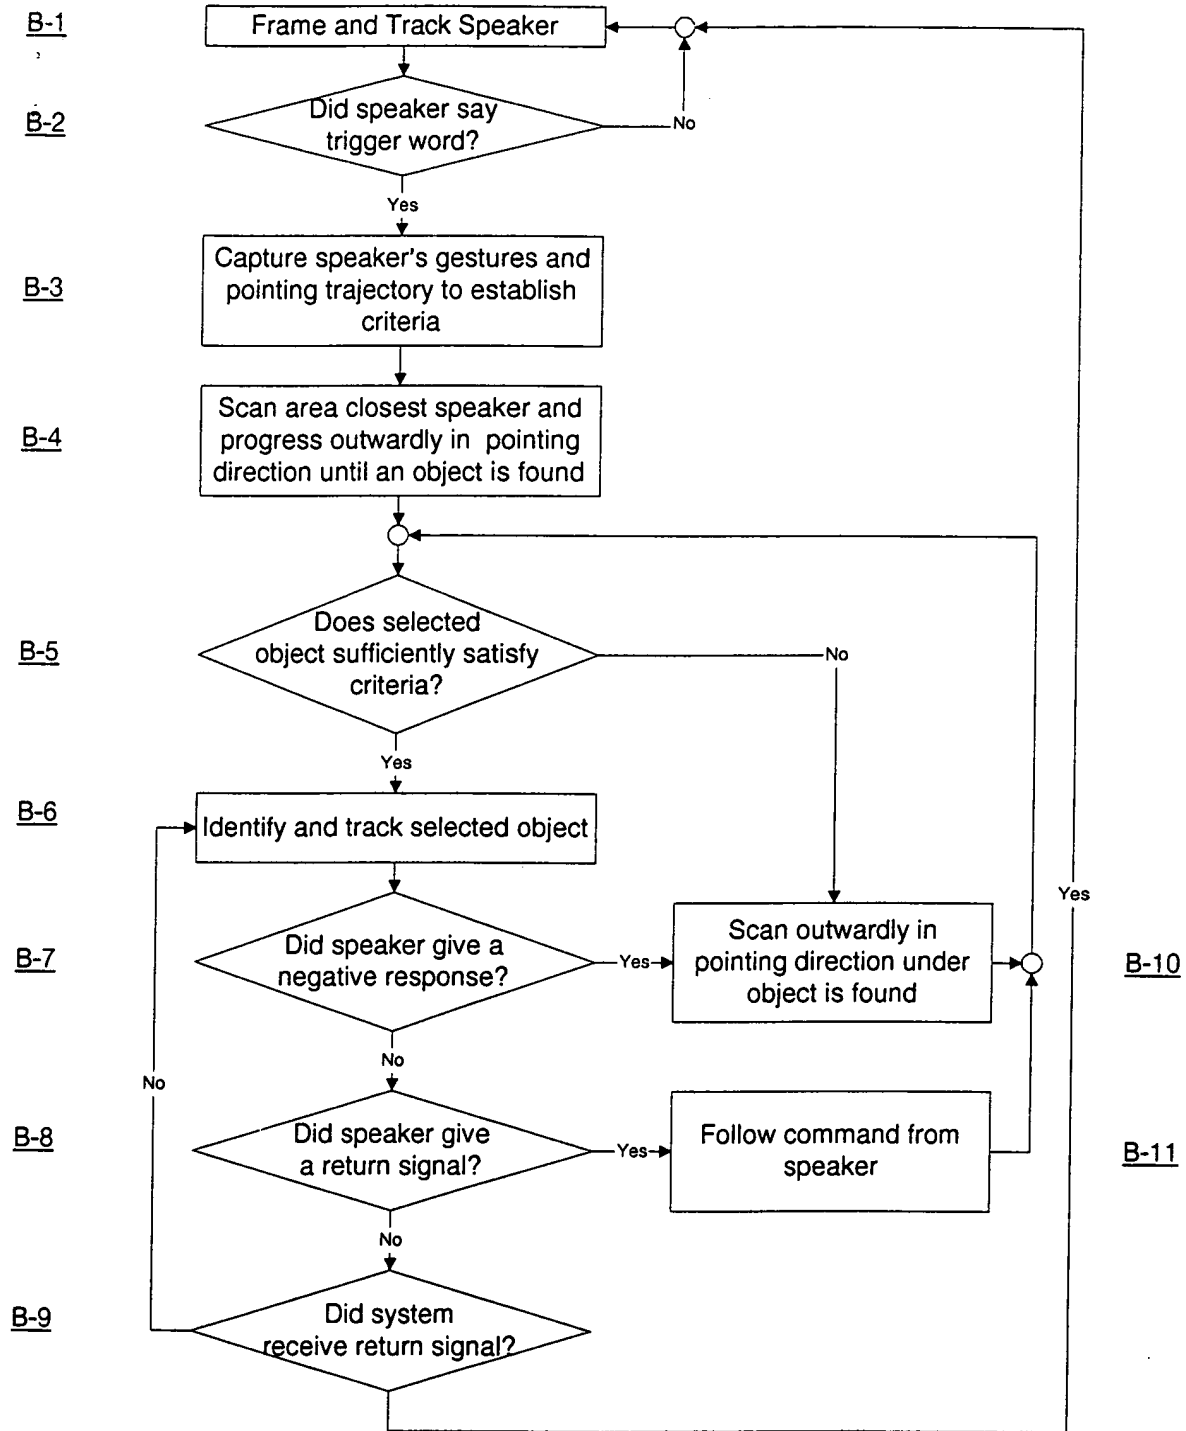 B-1
Frame and Track Speaker
B-2
Did speaker say
trigger word?
No
Yes
B-3
Capture speaker's gestures and
pointing trajectory to establish
criteria
B-4
Scan area closest speaker and
progress outwardly in pointing
direction until an object is found
B-5
Does selected
object sufficiently satisfy
criteria?
No
Yes
B-6
Identify and track selected object
B-7
Did speaker give a
negative response?
Yes
Scan outwardly in
pointing direction under
object is found
B-10
Yes
No
No
B-8
Did speaker give
a return signal?
Yes
Follow command from
speaker
B-11
No
B-9
Did system
receive return signal?